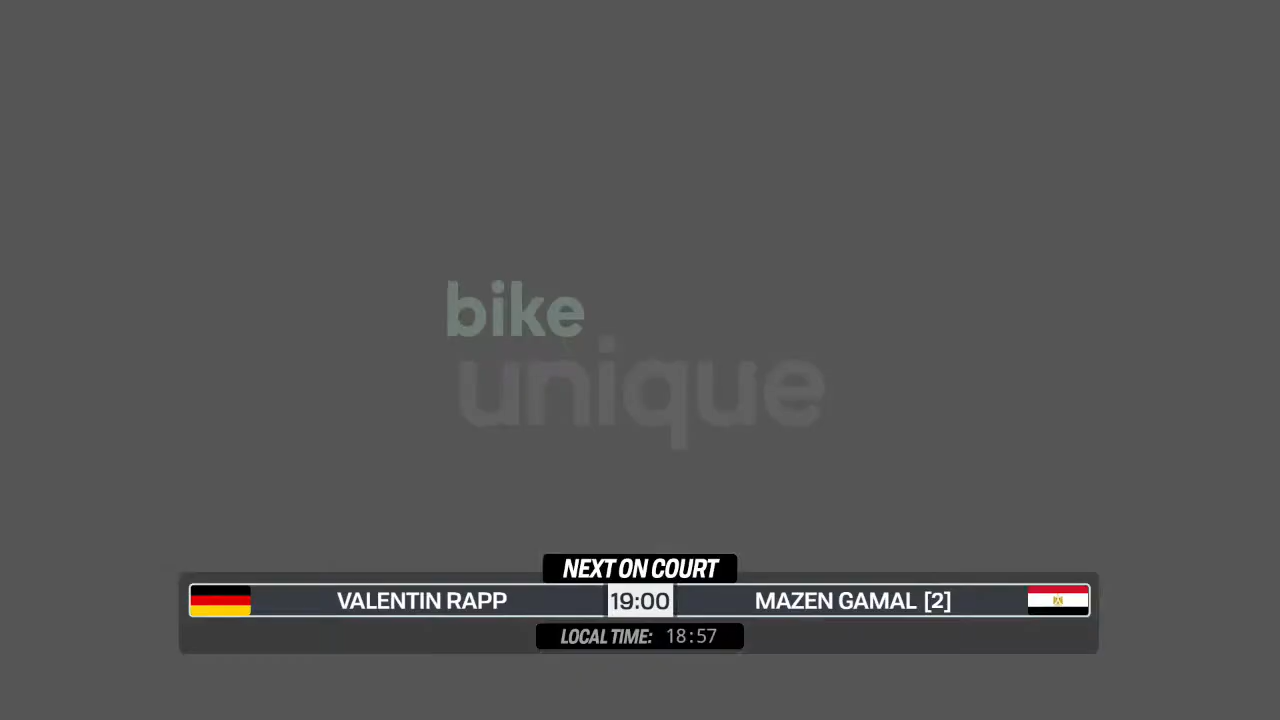 bike
unique
NEXT ON COURT
VALENTIN RAPP 19:00 MAZEN GAMAL [2]
LOCAL TIME: 18:57